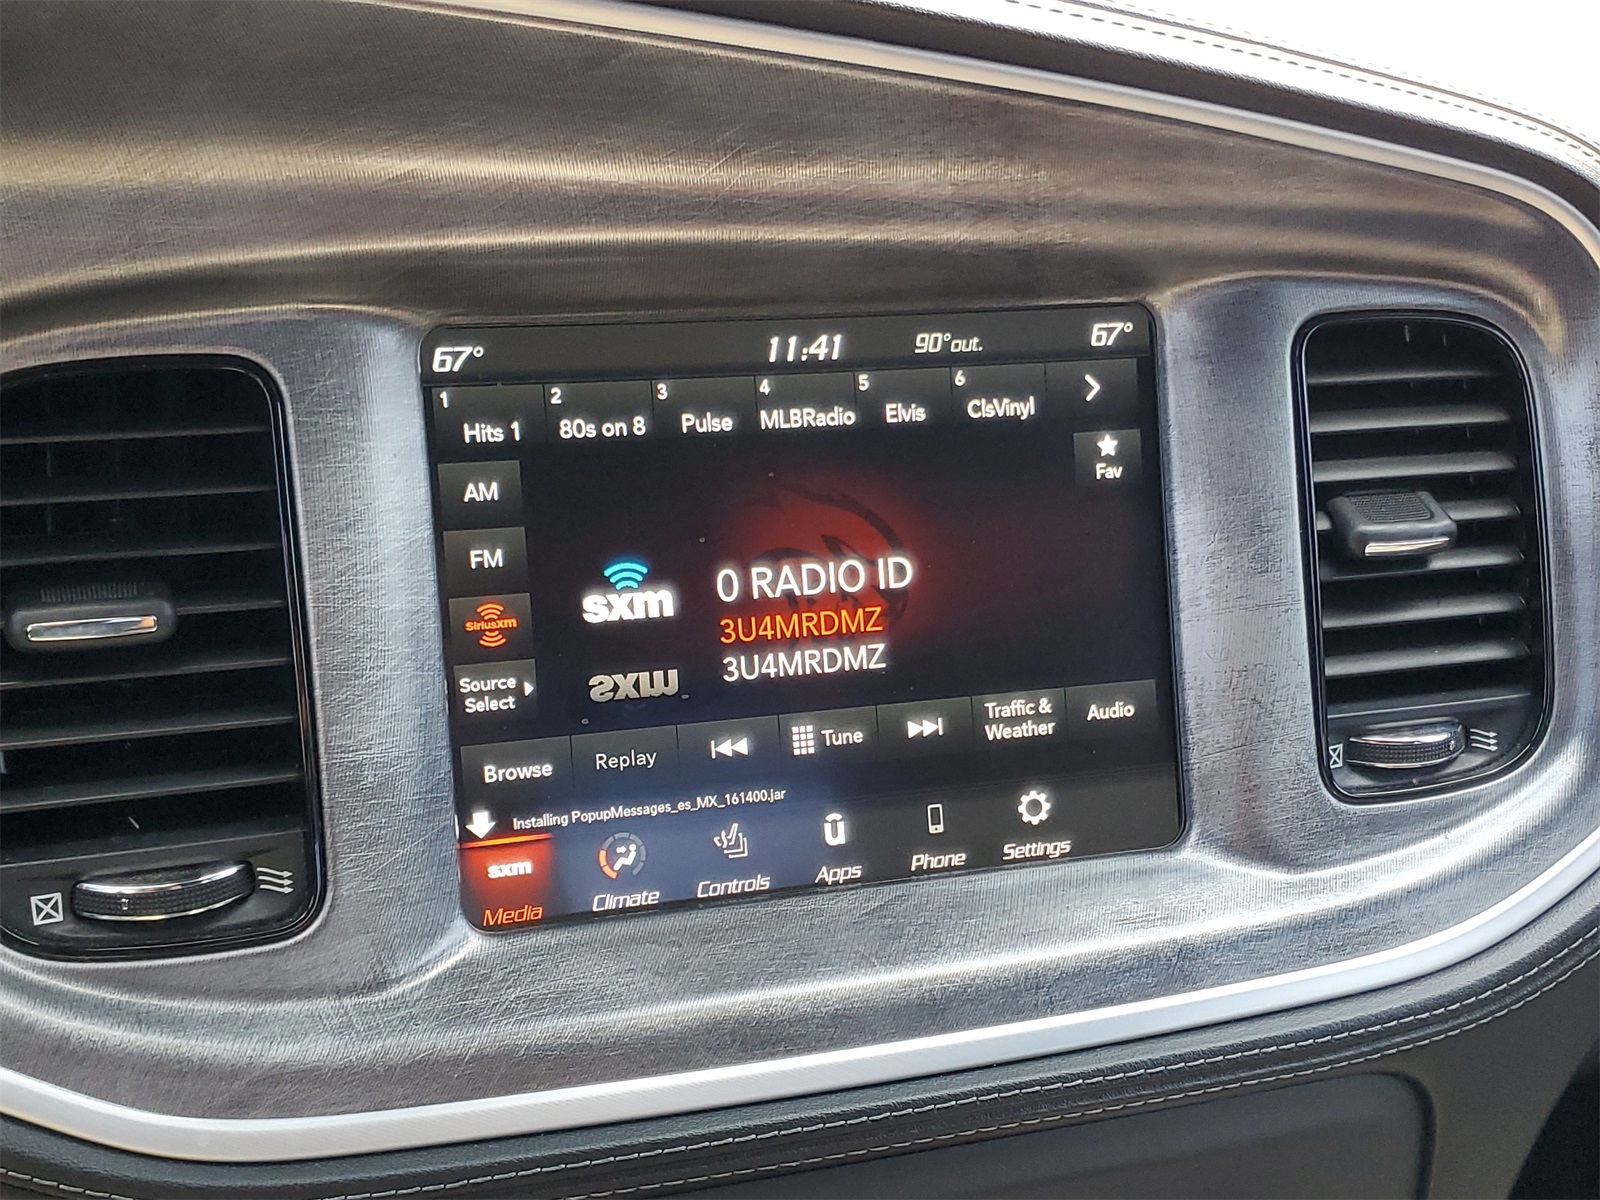 67°
11:41
90°out.
67°
1
Hits 1
2
80s on 8
3
Pulse
4
MLBRadio
5
Elvis
6
ClsVinyl
Fav
AM
FM
SiriusXM
Source
Select
sxm
0 RADIO ID
3U4MRDMZ
3U4MRDMZ
sxm
Browse
Replay
Tune
Traffic &
Weather
Audio
Installing PopupMessages_es_MX_161400.jar
sxm
Media
Climate
Controls
Apps
Phone
Settings